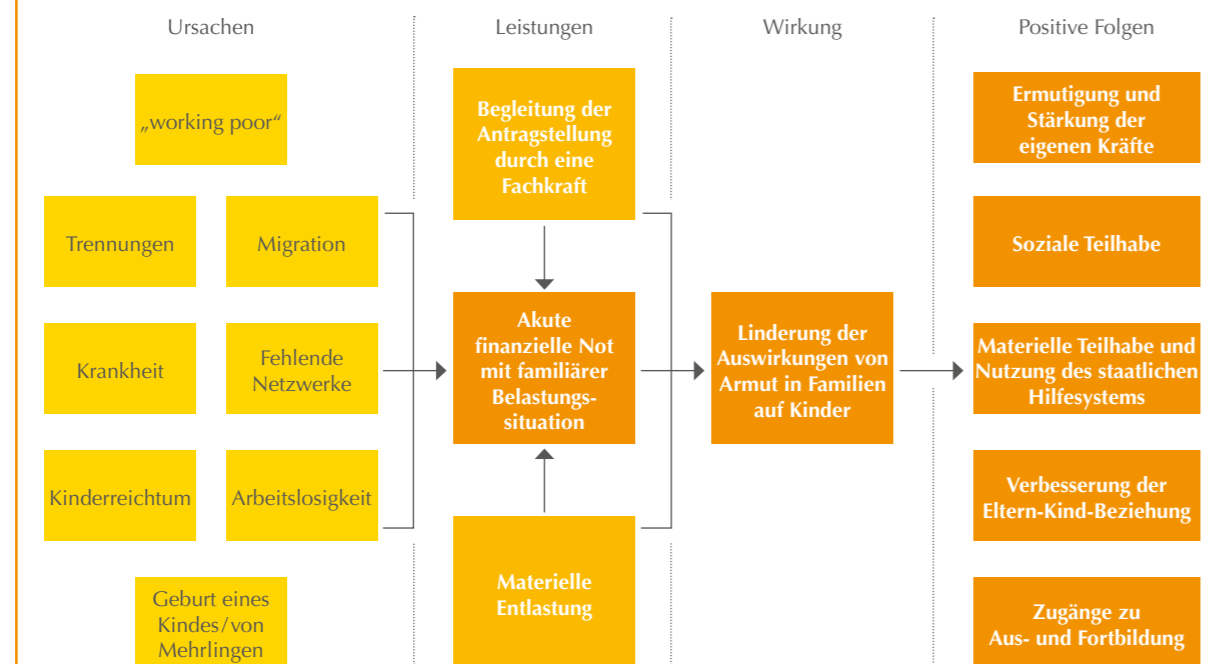 Ursachen
Leistungen
Wirkung
Positive Folgen
„working poor“
Trennungen
Migration
Krankheit
Fehlende
Netzwerke
Kinderreichtum
Arbeitslosigkeit
Geburt eines
Kindes/von
Mehrlingen
Begleitung der
Antragstellung
durch eine
Fachkraft
Akute
finanzielle Not
mit familiärer
Belastungs-
situation
Materielle
Entlastung
Linderung der
Auswirkungen von
Armut in Familien
auf Kinder
Ermutigung und
Stärkung der
eigenen Kräfte
Soziale Teilhabe
Materielle Teilhabe und
Nutzung des staatlichen
Hilfesystems
Verbesserung der
Eltern-Kind-Beziehung
Zugänge zu
Aus- und Fortbildung